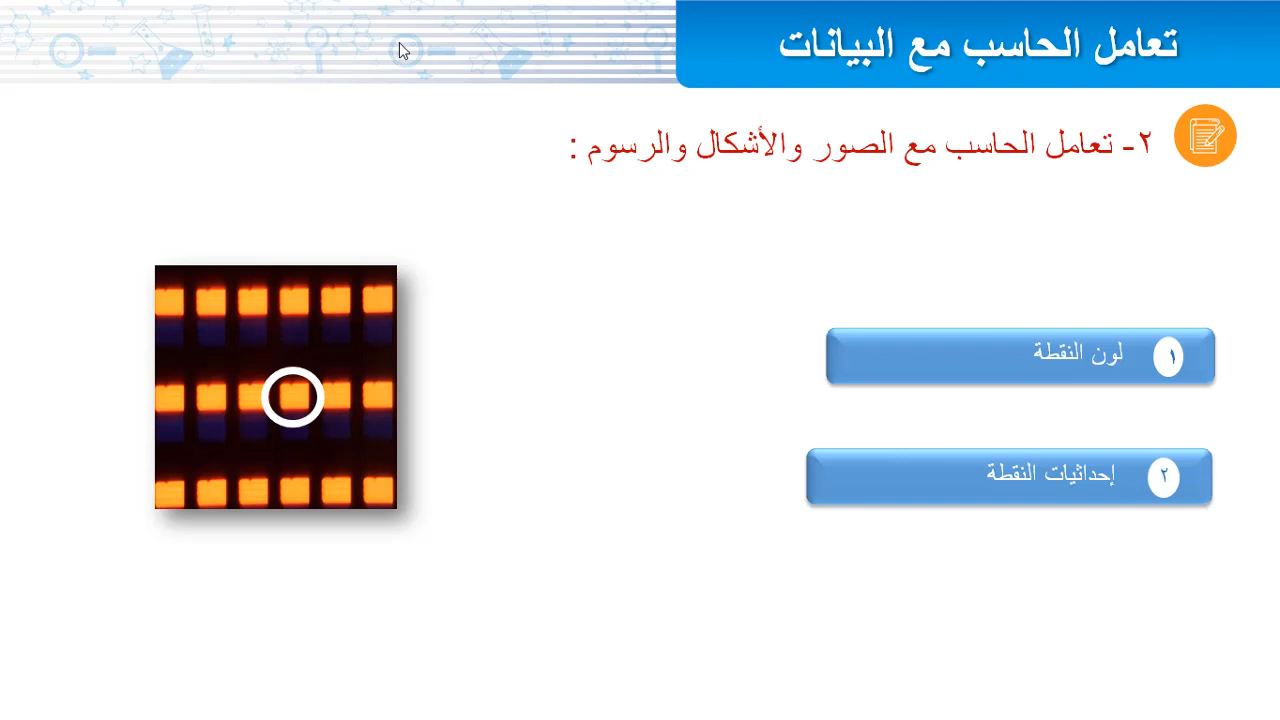 تعامل الحاسب مع البيانات
٢- تعامل الحاسب مع الصور والأشكال والرسوم :
١ لون النقطة
٢ إحداثيات النقطة